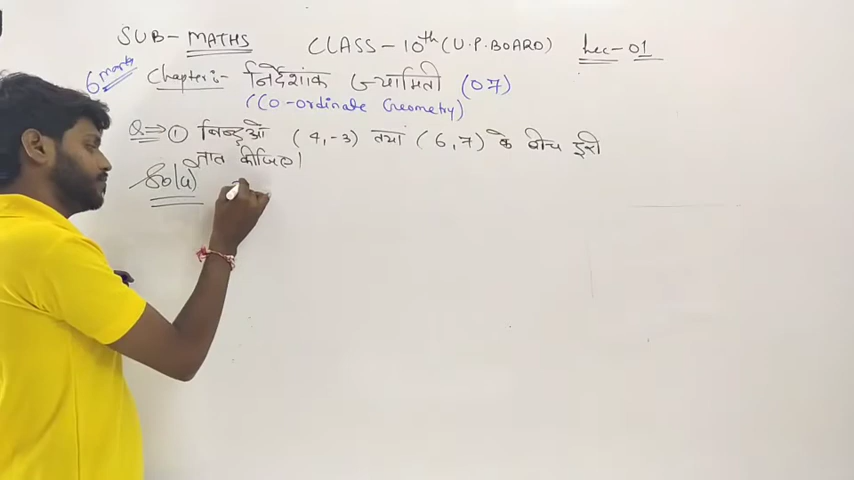 SUB- MATHS CLASS-10th (U.P.BOARD) Lec-01
6 marks Chapter:- निर्देशांक ज्यामिती (07)
(Co-ordinate Geometry)
Q⇒① बिन्दुओं (4,-3) तथा (6,7) के बीच दूरी
ज्ञात कीजिए।